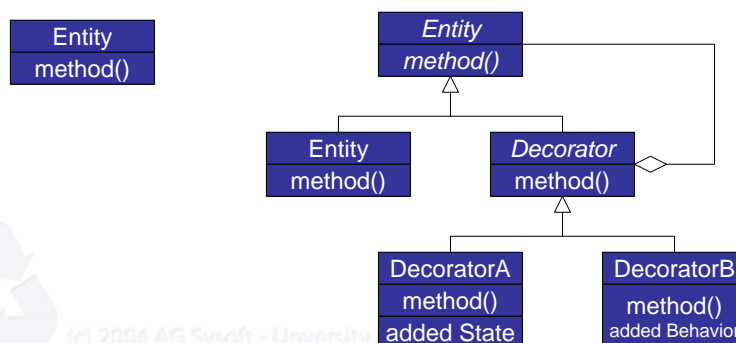 Entity
method()
Entity
method()
Entity
method()
Decorator
method()
DecoratorA
method()
added State
DecoratorB
method()
added Behavior
(c) 2004 AG Sysoft - Unversity